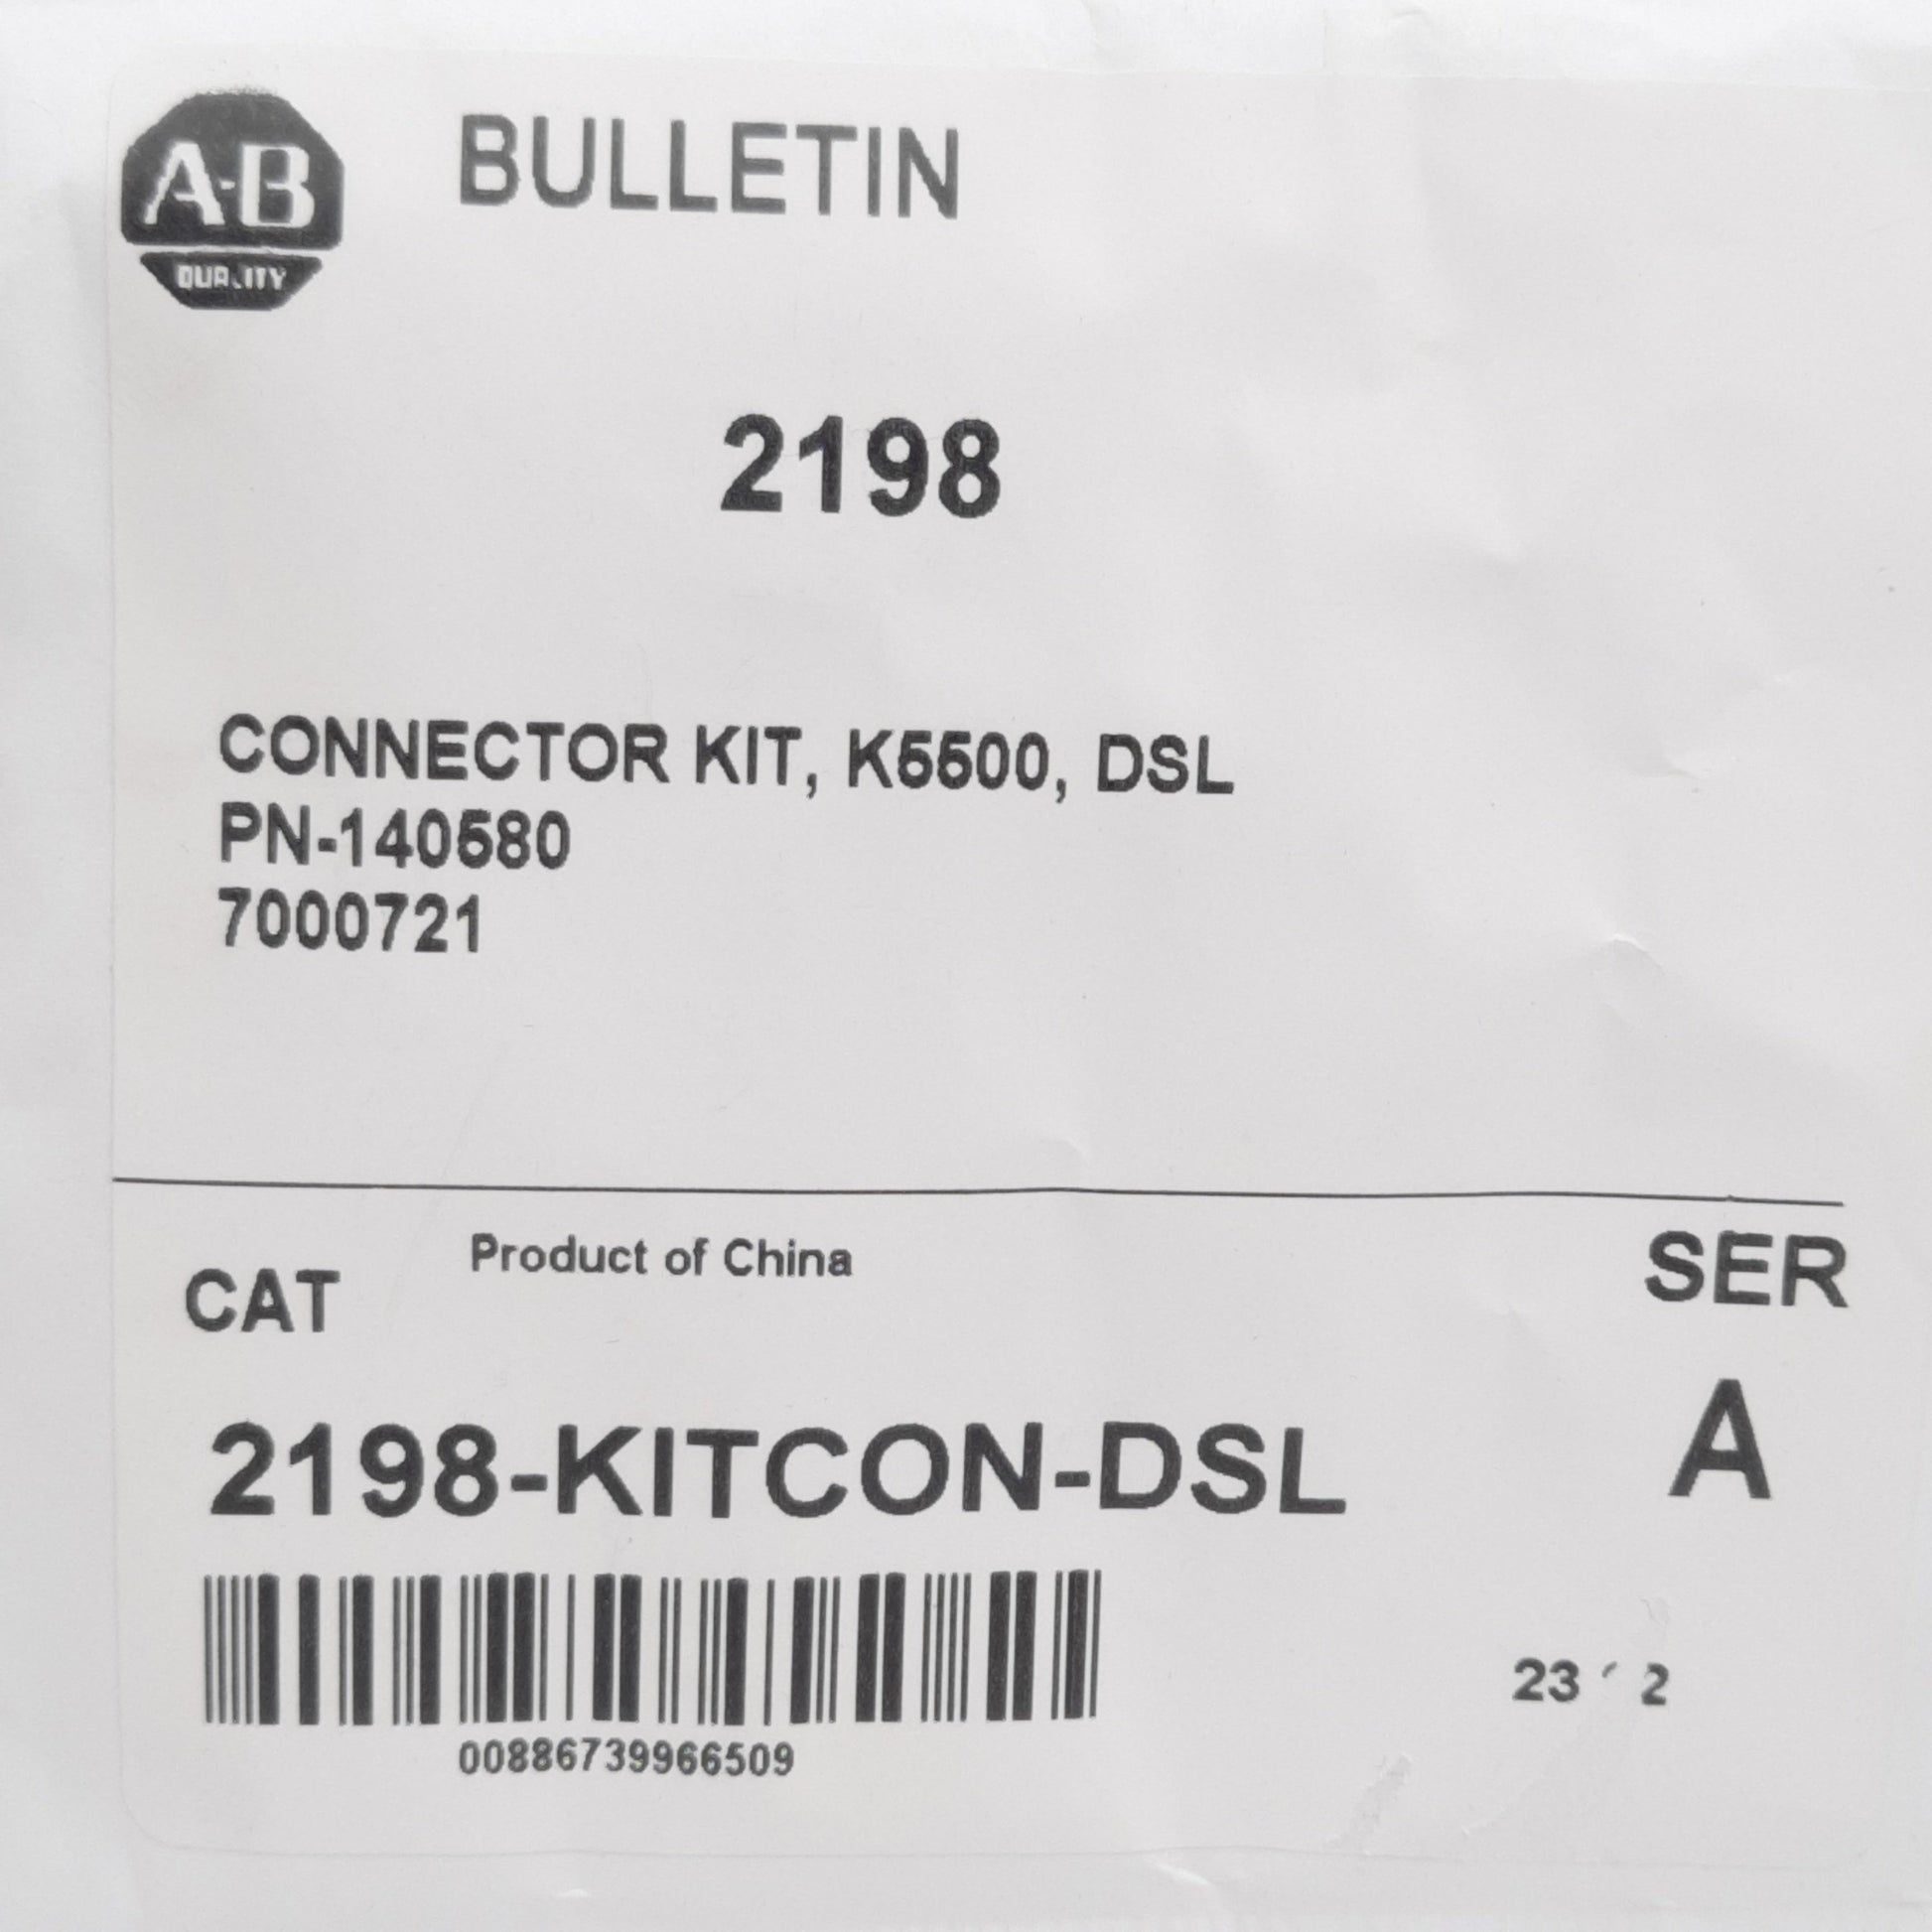 A-B
QUALITY
BULLETIN
2198
CONNECTOR KIT, K5500, DSL
PN-140580
7000721
CAT
Product of China
SER
2198-KITCON-DSL
A
00886739966509